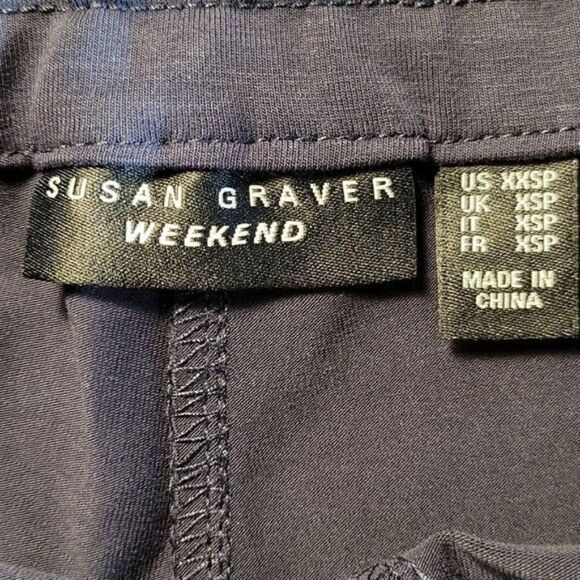 SUSAN GRAVER
WEEKEND
US XXSP
UK XSP
IT XSP
FR XSP
MADE IN
CHINA